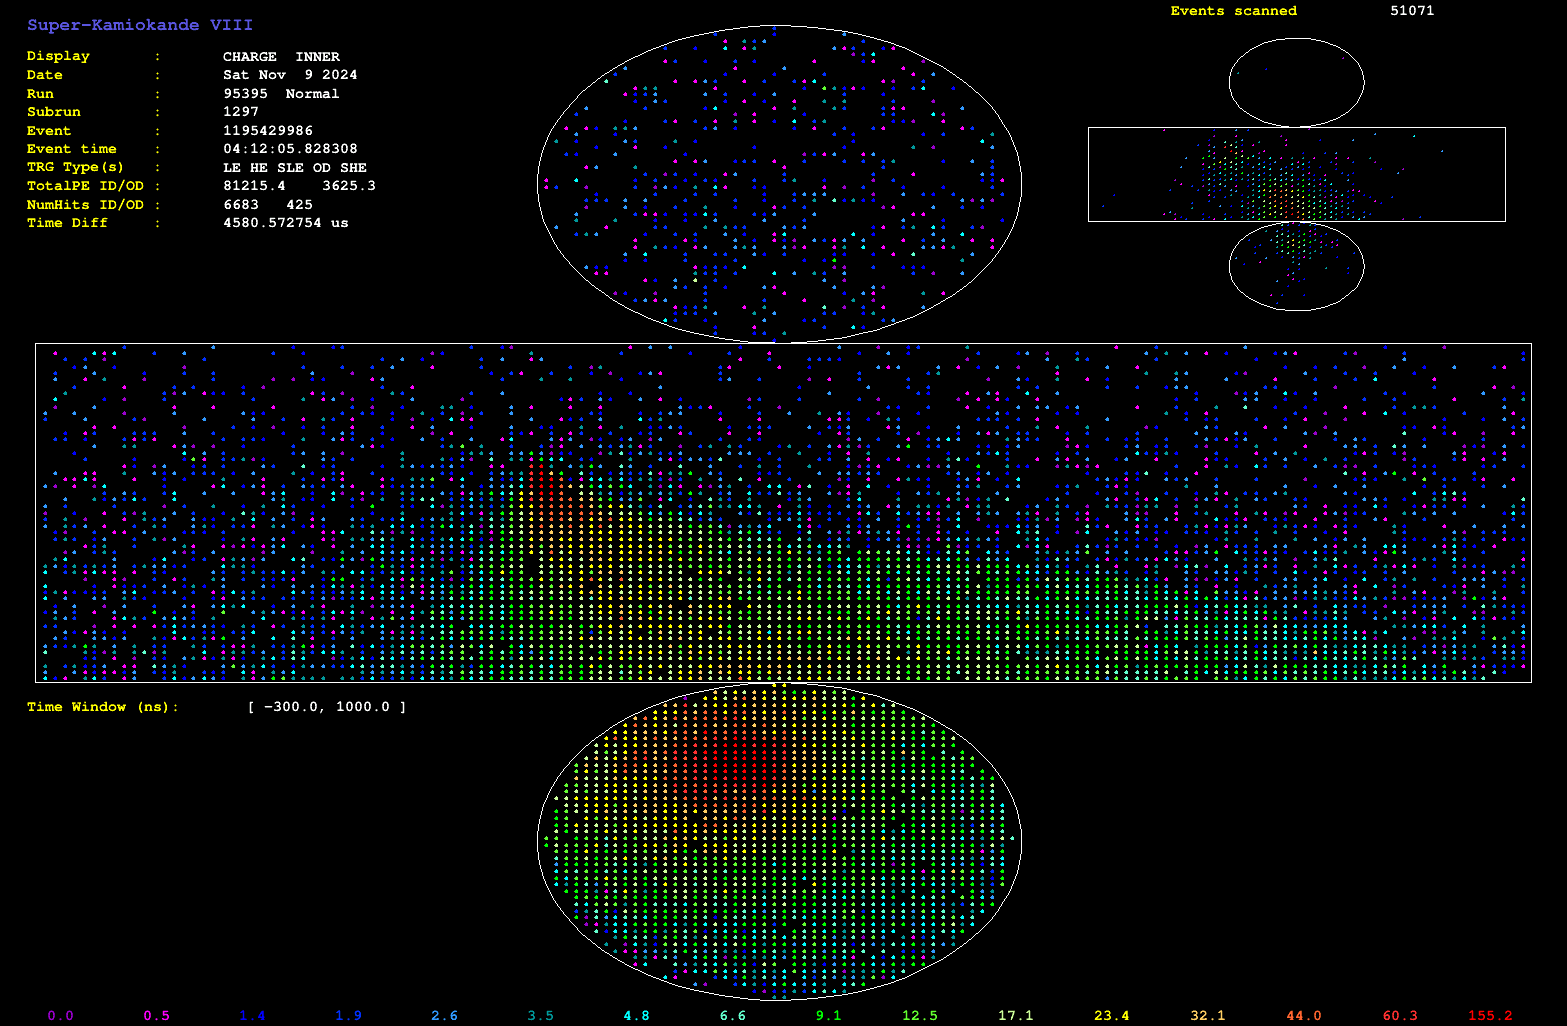 Super-Kamiokande VIII
Display : CHARGE INNER
Date : Sat Nov 9 2024
Run : 95395 Normal
Subrun : 1297
Event : 1195429986
Event time : 04:12:05.828308
TRG Type(s) : LE HE SLE OD SHE
TotalPE ID/OD : 81215.4 3625.3
NumHits ID/OD : 6683 425
Time Diff : 4580.572754 us
Events scanned 51071
Time Window (ns): [ −300.0, 1000.0 ]
0.0 0.5 1.4 1.9 2.6 3.5 4.8 6.6 9.1 12.5 17.1 23.4 32.1 44.0 60.3 155.2